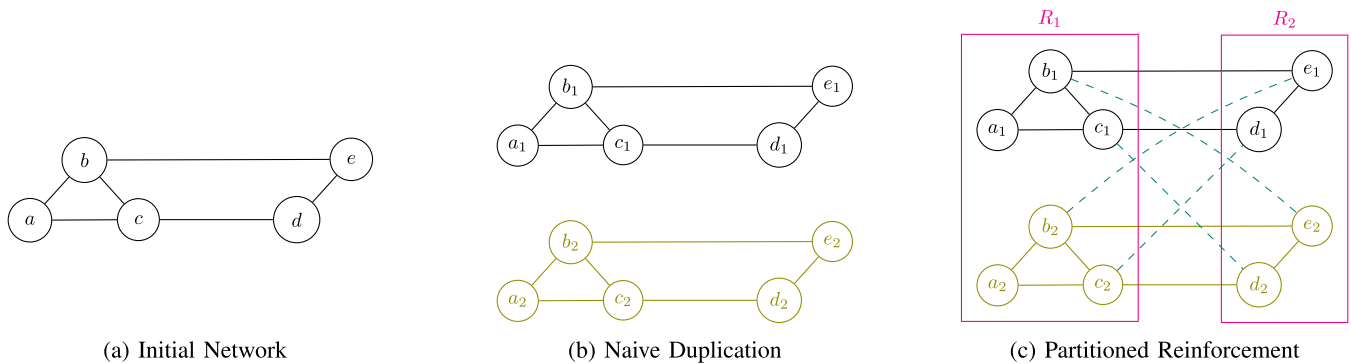 b
e
a
c
d
(a) Initial Network
b₁
e₁
a₁
c₁
d₁
b₂
e₂
a₂
c₂
d₂
(b) Naive Duplication
R₁
R₂
b₁
e₁
a₁
c₁
d₁
b₂
e₂
a₂
c₂
d₂
(c) Partitioned Reinforcement